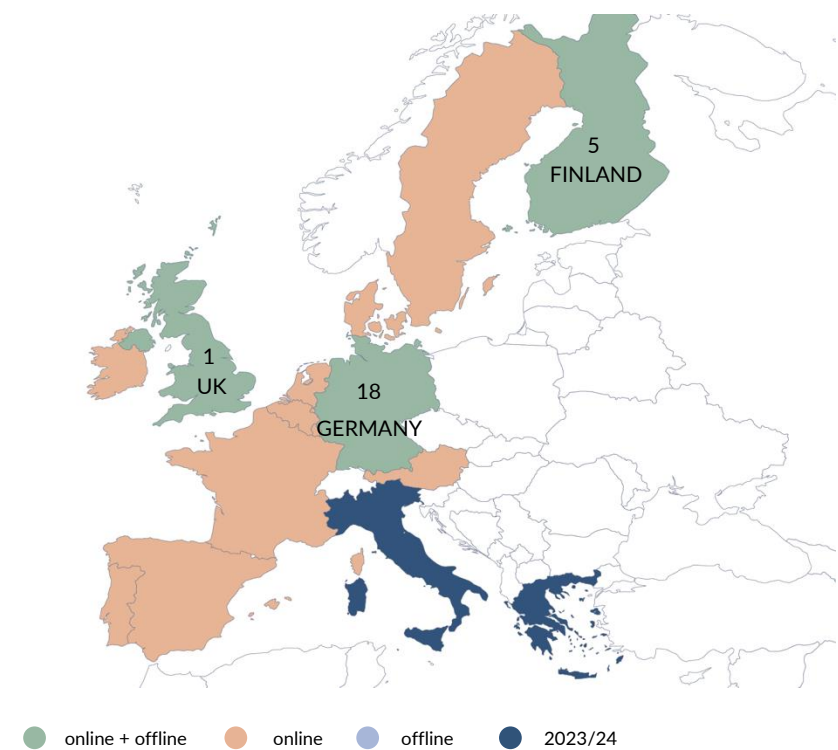 5
FINLAND
1
UK
18
GERMANY
online + offline
online
offline
2023/24